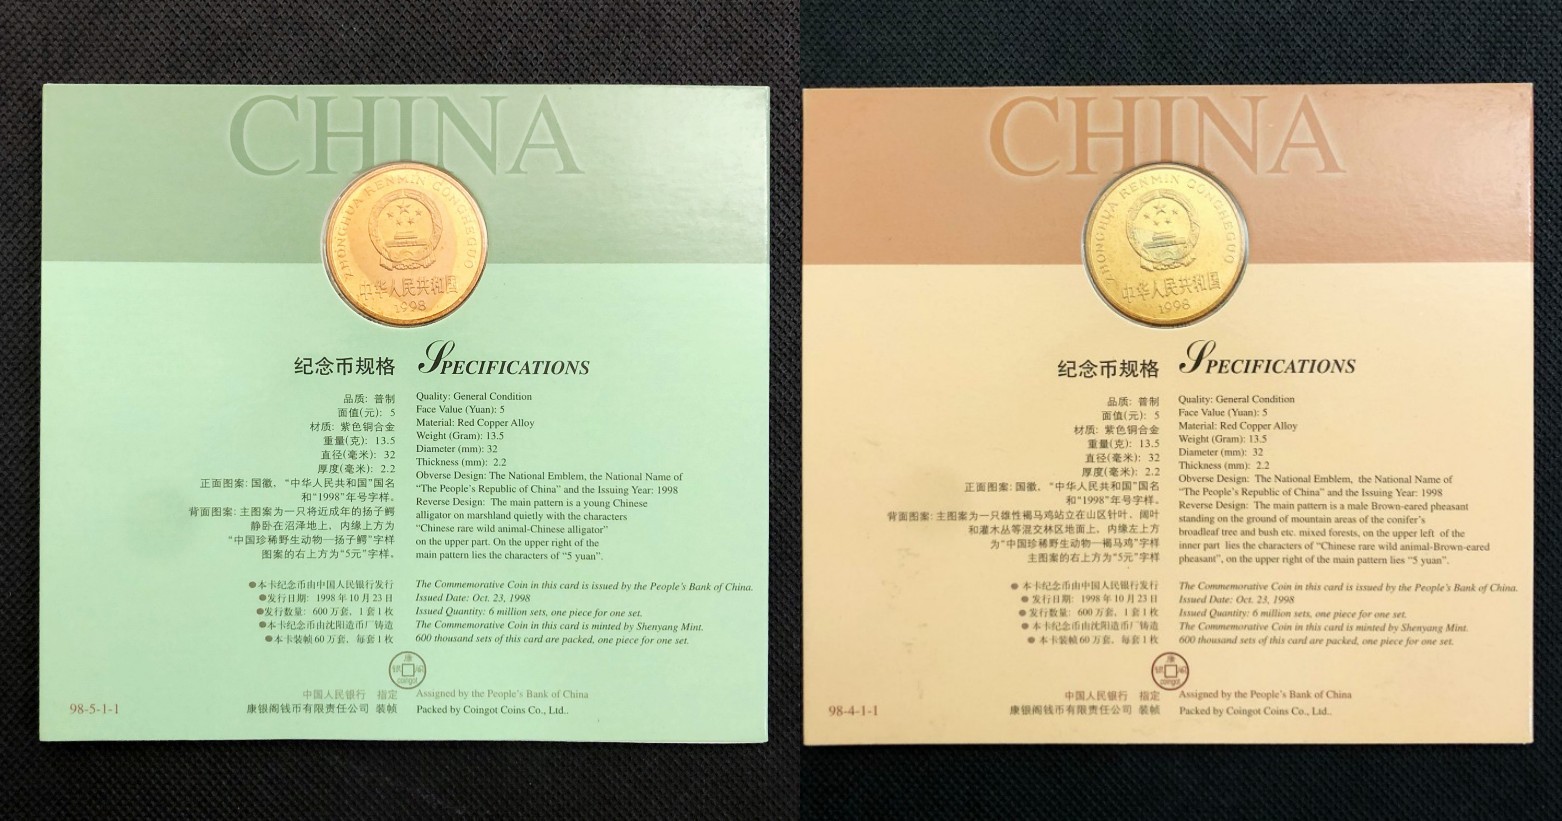 CHINA
ZHONGHUA RENMIN GONGHEGUO
中华人民共和国
1998
纪念币规格 SPECIFICATIONS
品质: 普制
面值(元): 5
材质: 紫色铜合金
重量(克): 13.5
直径(毫米): 32
厚度(毫米): 2.2
正面图案: 国徽, “中华人民共和国”国名
和“1998”年号字样。
背面图案: 主图案为一只将近成年的扬子鳄
静卧在沼泽地上, 内缘上方为
“中国珍稀野生动物—扬子鳄”字样
图案的右上方为“5元”字样。
Quality: General Condition
Face Value (Yuan): 5
Material: Red Copper Alloy
Weight (Gram): 13.5
Diameter (mm): 32
Thickness (mm): 2.2
Obverse Design: The National Emblem, the National Name of
“The People's Republic of China” and the Issuing Year: 1998
Reverse Design: The main pattern is a young Chinese
alligator on marshland quietly with the characters
“Chinese rare wild animal-Chinese alligator”
on the upper part. On the upper right of the
main pattern lies the characters of “5 yuan”.
●本卡纪念币由中国人民银行发行
●发行日期: 1998年10月23日
●发行数量: 600万套, 1套1枚
●本卡纪念币由沈阳造币厂铸造
●本卡装帧60万套, 每套1枚
The Commemorative Coin in this card is issued by the People's Bank of China.
Issued Date: Oct. 23, 1998
Issued Quantity: 6 million sets, one piece for one set.
The Commemorative Coin in this card is minted by Shenyang Mint.
600 thousand sets of this card are packed, one piece for one set.
康
银 阁
coingot
中国人民银行 指定 Assigned by the People's Bank of China
康银阁钱币有限责任公司 装帧 Packed by Coingot Coins Co., Ltd..
98-5-1-1
CHINA
ZHONGHUA RENMIN GONGHEGUO
中华人民共和国
1998
纪念币规格 SPECIFICATIONS
品质: 普制
面值(元): 5
材质: 紫色铜合金
重量(克): 13.5
直径(毫米): 32
厚度(毫米): 2.2
正面图案: 国徽, “中华人民共和国”国名
和“1998”年号字样。
背面图案: 主图案为一只雄性褐马鸡站立在山区针叶、阔叶
和灌木丛等混交林区地面上, 内缘左上方
为“中国珍稀野生动物—褐马鸡”字样
主图案的右上方为“5元”字样
Quality: General Condition
Face Value (Yuan): 5
Material: Red Copper Alloy
Weight (Gram): 13.5
Diameter (mm): 32
Thickness (mm): 2.2
Obverse Design: The National Emblem, the National Name of
“The People's Republic of China” and the Issuing Year: 1998
Reverse Design: The main pattern is a male Brown-eared pheasant
standing on the ground of mountain areas of the conifer's
broadleaf tree and bush etc. mixed forests, on the upper left of the
inner part lies the characters of “Chinese rare wild animal-Brown-eared
pheasant”, on the upper right of the main pattern lies “5 yuan”.
● 本卡纪念币由中国人民银行发行
● 发行日期: 1998年10月23日
● 发行数量: 600万套, 1套1枚
● 本卡纪念币由沈阳造币厂铸造
● 本卡装帧60万套, 每套1枚
The Commemorative Coin in this card is issued by the People's Bank of China.
Issued Date: Oct. 23, 1998
Issued Quantity: 6 million sets, one piece for one set.
The Commemorative Coin in this card is minted by Shenyang Mint.
600 thousand sets of this card are packed, one piece for one set.
康
银 阁
coingot
中国人民银行 指定 Assigned by the People's Bank of China
康银阁钱币有限责任公司 装帧 Packed by Coingot Coins Co., Ltd..
98-4-1-1